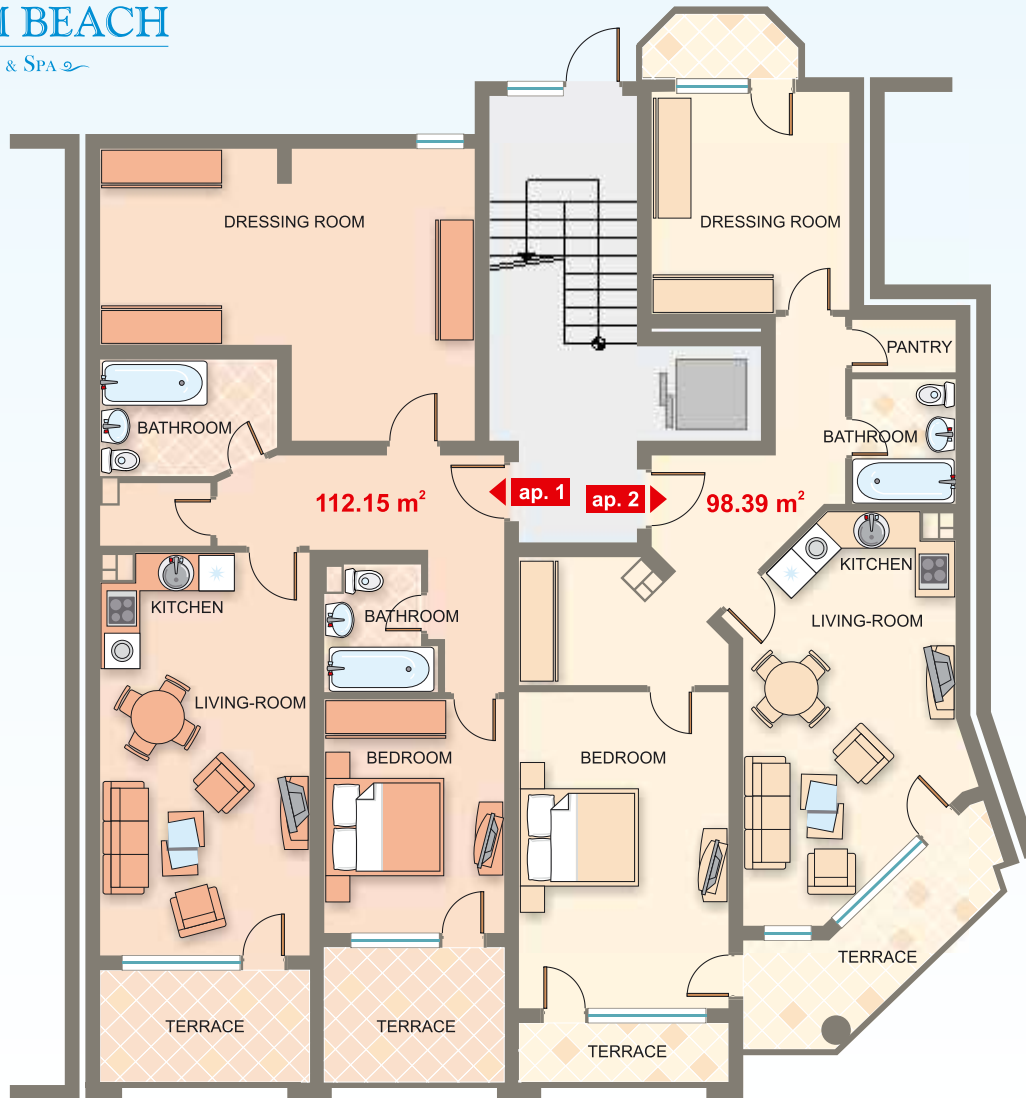 BEACH
& SPA
DRESSING ROOM
DRESSING ROOM
PANTRY
BATHROOM
BATHROOM
112.15 m²
ap. 1
ap. 2
98.39 m²
KITCHEN
KITCHEN
BATHROOM
LIVING-ROOM
LIVING-ROOM
BEDROOM
BEDROOM
TERRACE
TERRACE
TERRACE
TERRACE